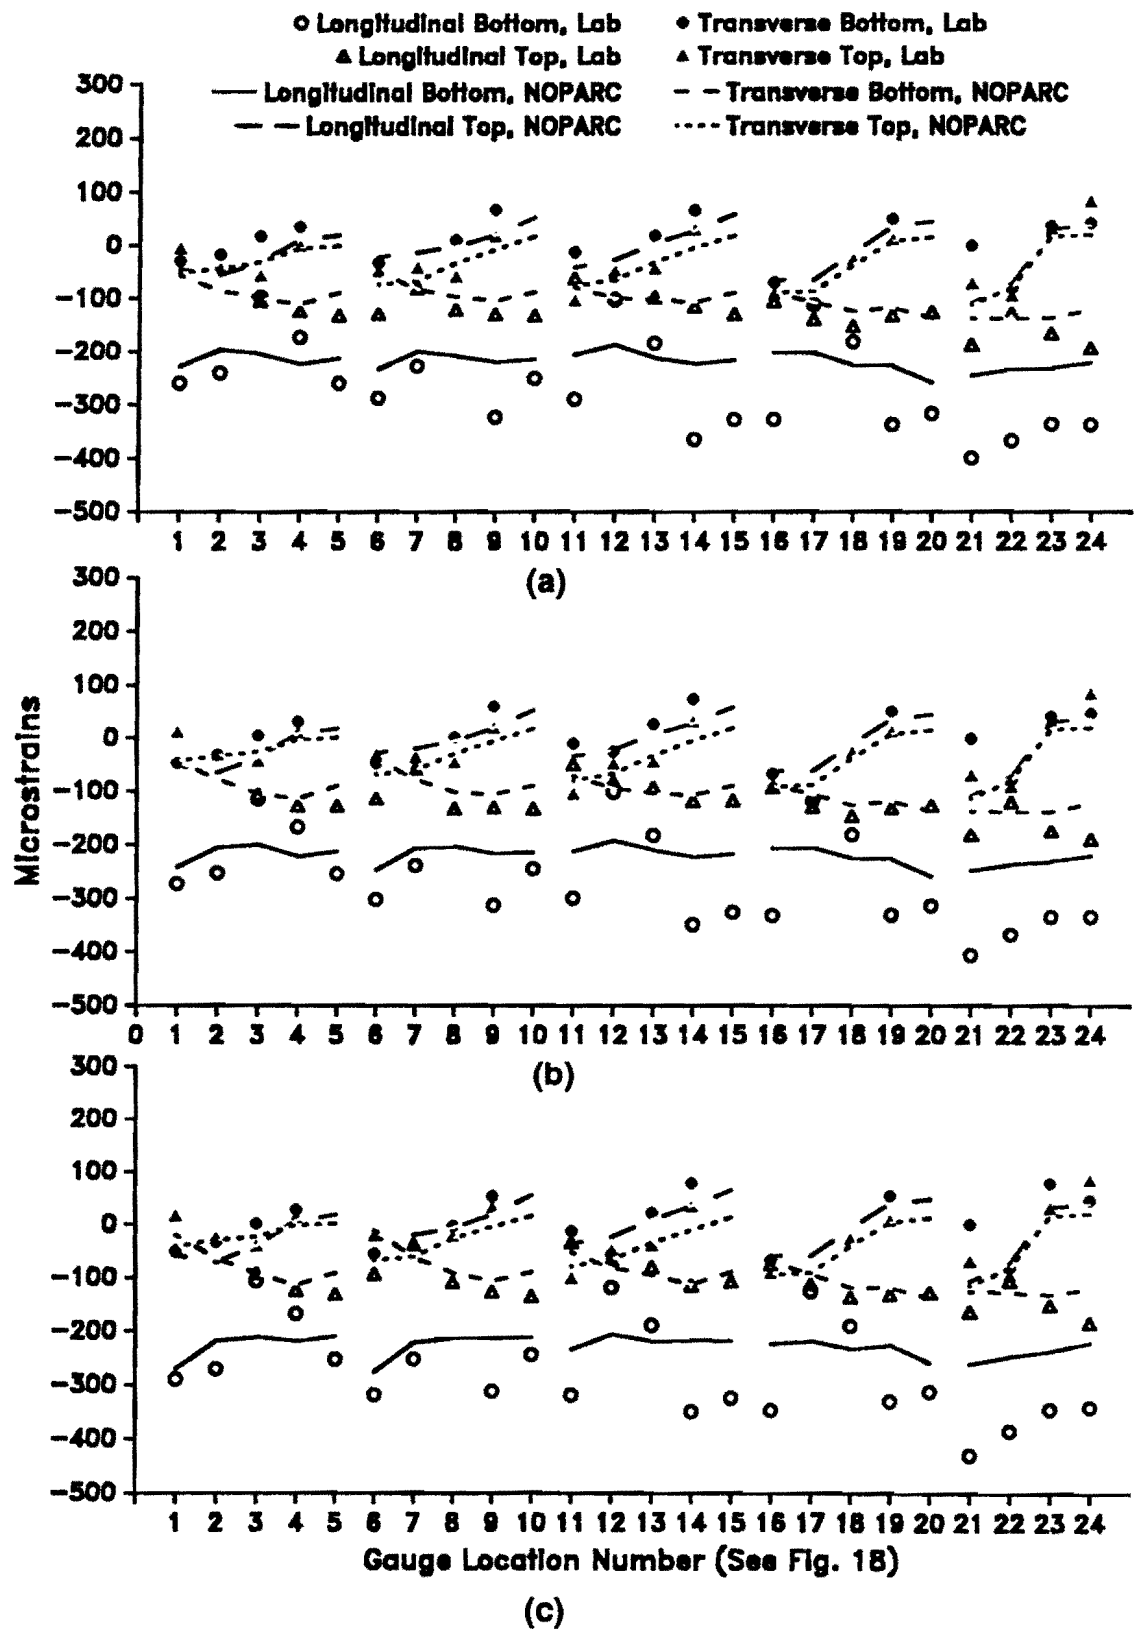 Longitudinal Bottom, Lab
Transverse Bottom, Lab
Longitudinal Top, Lab
Transverse Top, Lab
Longitudinal Bottom, NOPARC
Transverse Bottom, NOPARC
Longitudinal Top, NOPARC
Transverse Top, NOPARC
300
200
100
0
-100
-200
-300
-400
-500
1 2 3 4 5 6 7 8 9 10 11 12 13 14 15 16 17 18 19 20 21 22 23 24
(a)
Microstrains
300
200
100
0
-100
-200
-300
-400
-500
0 1 2 3 4 5 6 7 8 9 10 11 12 13 14 15 16 17 18 19 20 21 22 23 24
(b)
300
200
100
0
-100
-200
-300
-400
-500
1 2 3 4 5 6 7 8 9 10 11 12 13 14 15 16 17 18 19 20 21 22 23 24
Gauge Location Number (See Fig. 18)
(c)